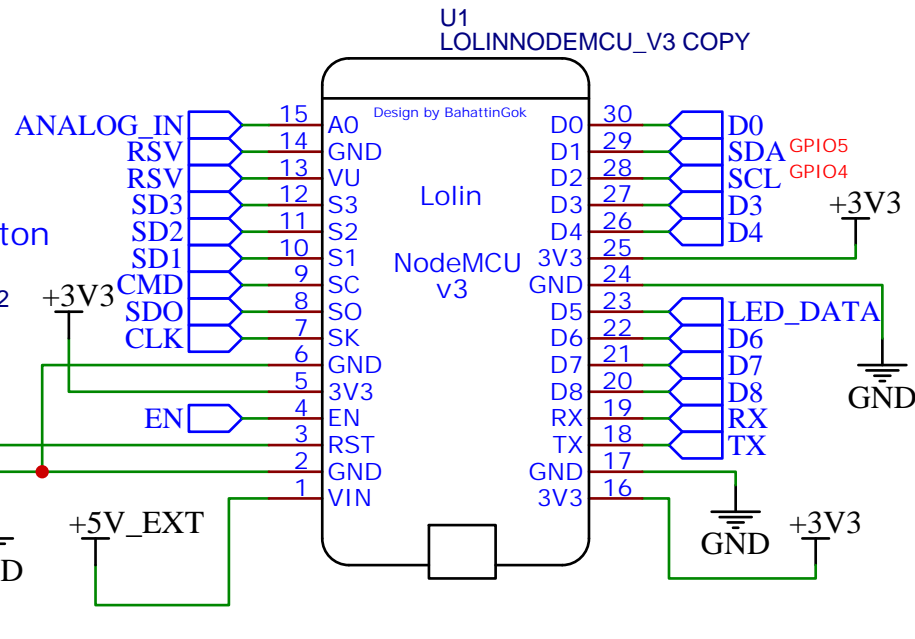 U1
LOLINNODEMCU_V3 COPY
Design by BahattinGok
Lolin
NodeMCU
v3
ANALOG_IN 15 A0
RSV 14 GND
RSV 13 VU
SD3 12 S3
SD2 11 S2
SD1 10 S1
CMD 9 SC
SDO 8 SO
CLK 7 SK
6 GND
+3V3 5 3V3
EN 4 EN
3 RST
2 GND
1 VIN
+5V_EXT
ton
2
D
D0 30 D0
D1 29 SDA GPIO5
D2 28 SCL GPIO4
D3 27 D3
D4 26 D4
3V3 25 +3V3
GND 24 GND
D5 23 LED_DATA
D6 22 D6
D7 21 D7
D8 20 D8
RX 19 RX
TX 18 TX
GND 17 GND
3V3 16 +3V3